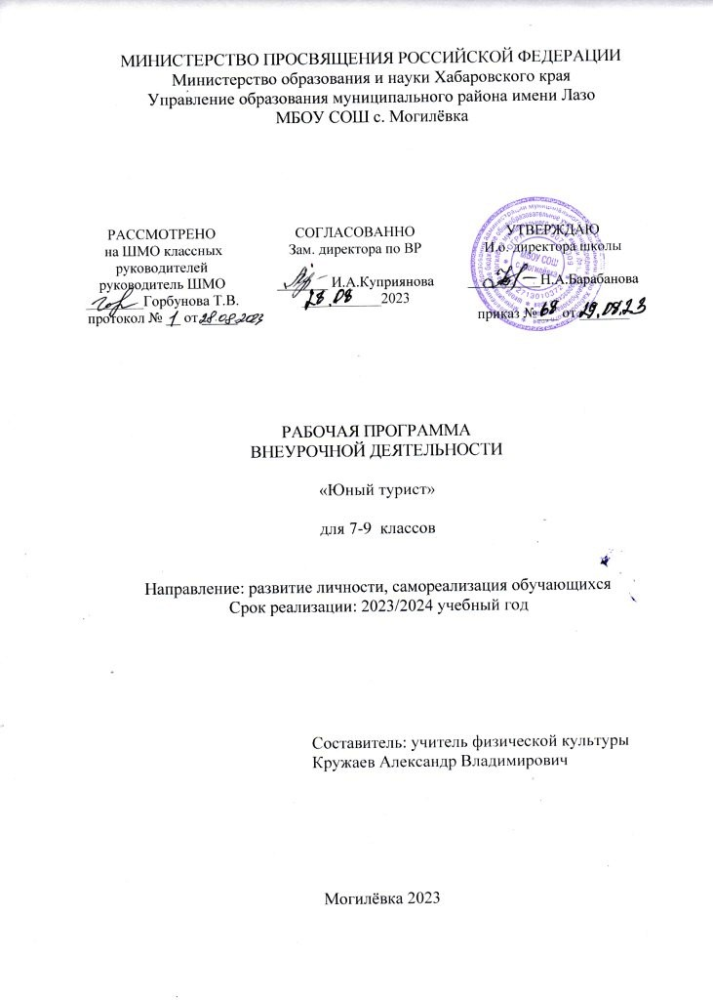 МИНИСТЕРСТВО ПРОСВЯЩЕНИЯ РОССИЙСКОЙ ФЕДЕРАЦИИ
Министерство образования и науки Хабаровского края
Управление образования муниципального района имени Лазо
МБОУ СОШ с. Могилёвка
РАССМОТРЕНО
на ШМО классных
руководителей
руководитель ШМО
Горбунова Т.В.
протокол № 1 от 28.08.2023
СОГЛАСОВАННО
Зам. директора по ВР
И.А.Куприянова
28.08 2023
УТВЕРЖДАЮ
И.о. директора школы
Н.А.Барабанова
приказ № 68 от 29.08.23
МБОУ СОШ
с. Могилёвка
РАБОЧАЯ ПРОГРАММА
ВНЕУРОЧНОЙ ДЕЯТЕЛЬНОСТИ
«Юный турист»
для 7-9 классов
Направление: развитие личности, самореализация обучающихся
Срок реализации: 2023/2024 учебный год
Составитель: учитель физической культуры
Кружаев Александр Владимирович
Могилёвка 2023